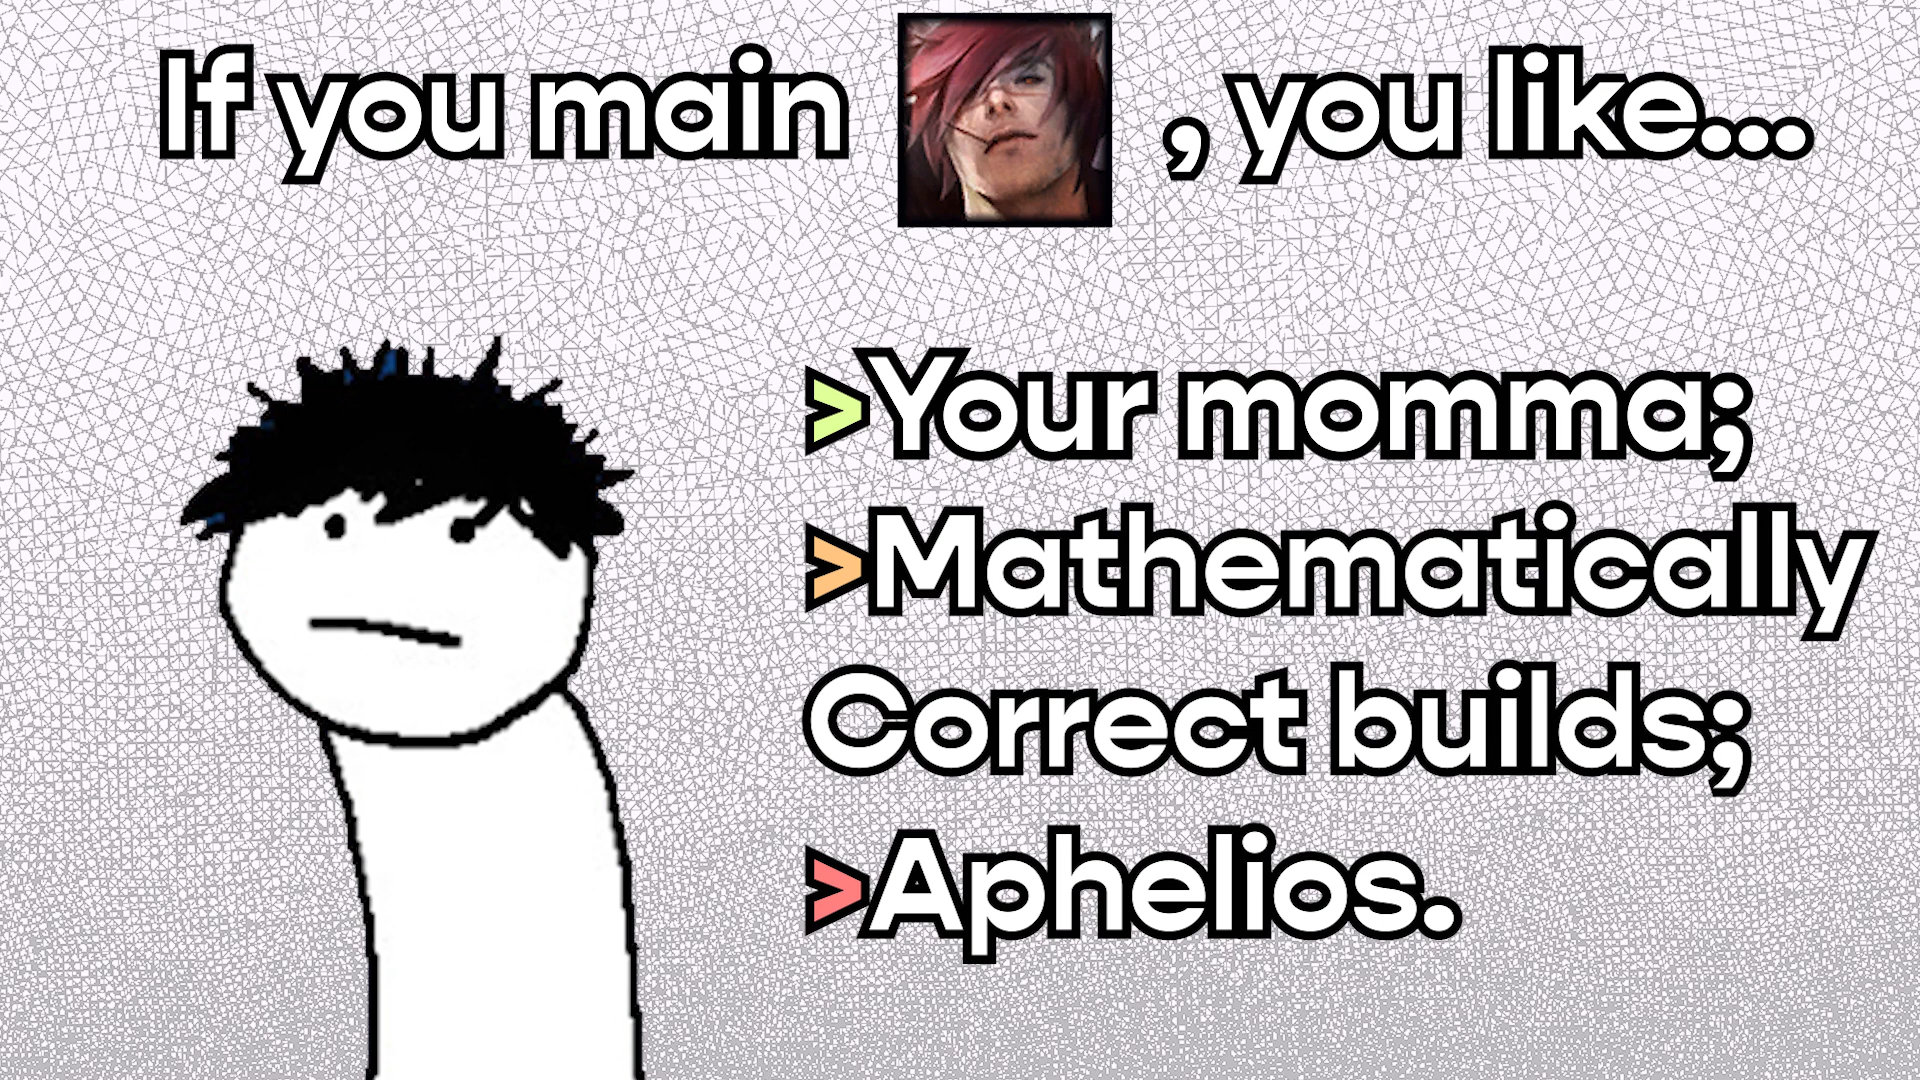 If you main , you like...
>Your momma;
>Mathematically
Correct builds;
>Aphelios.